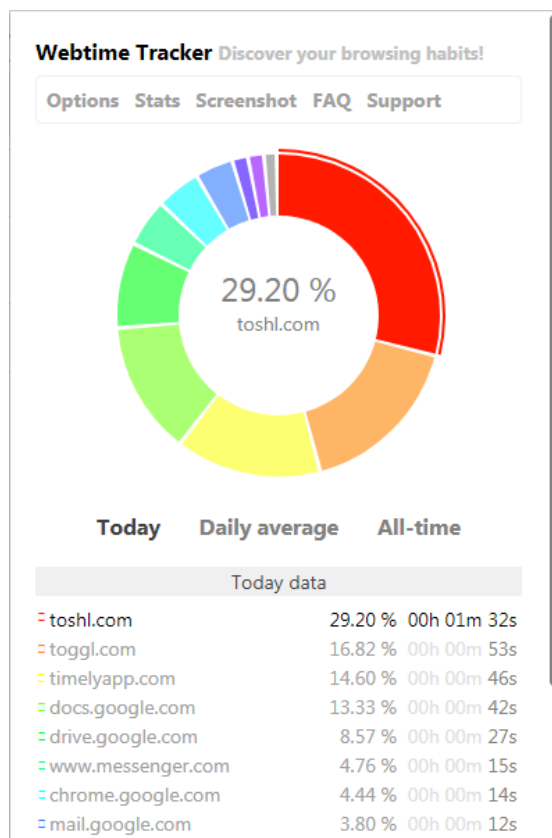 Webtime Tracker Discover your browsing habits!
Options Stats Screenshot FAQ Support
29.20 %
toshl.com
Today Daily average All-time
Today data
toshl.com 29.20 % 00h 01m 32s
toggl.com 16.82 % 00h 00m 53s
timelyapp.com 14.60 % 00h 00m 46s
docs.google.com 13.33 % 00h 00m 42s
drive.google.com 8.57 % 00h 00m 27s
www.messenger.com 4.76 % 00h 00m 15s
chrome.google.com 4.44 % 00h 00m 14s
mail.google.com 3.80 % 00h 00m 12s